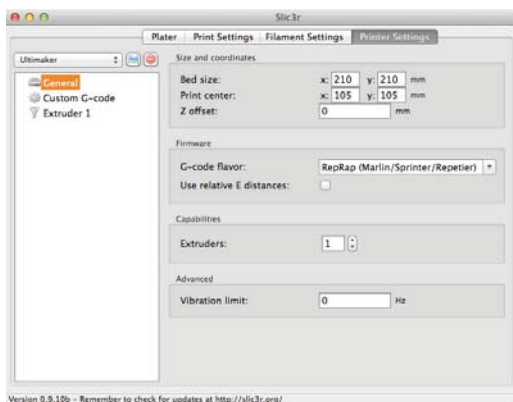 Slic3r
Plater Print Settings Filament Settings Printer Settings
Ultimaker
General
Custom G-code
Extruder 1
Size and coordinates
Bed size: x: 210 y: 210 mm
Print center: x: 105 y: 105 mm
Z offset: 0 mm
Firmware
G-code flavor: RepRap (Marlin/Sprinter/Repetier)
Use relative E distances:
Capabilities
Extruders: 1
Advanced
Vibration limit: 0 Hz
Version 0.9.10b - Remember to check for updates at http://slic3r.org/